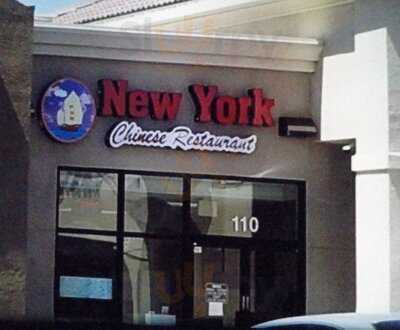 New York
Chinese Restaurant
110